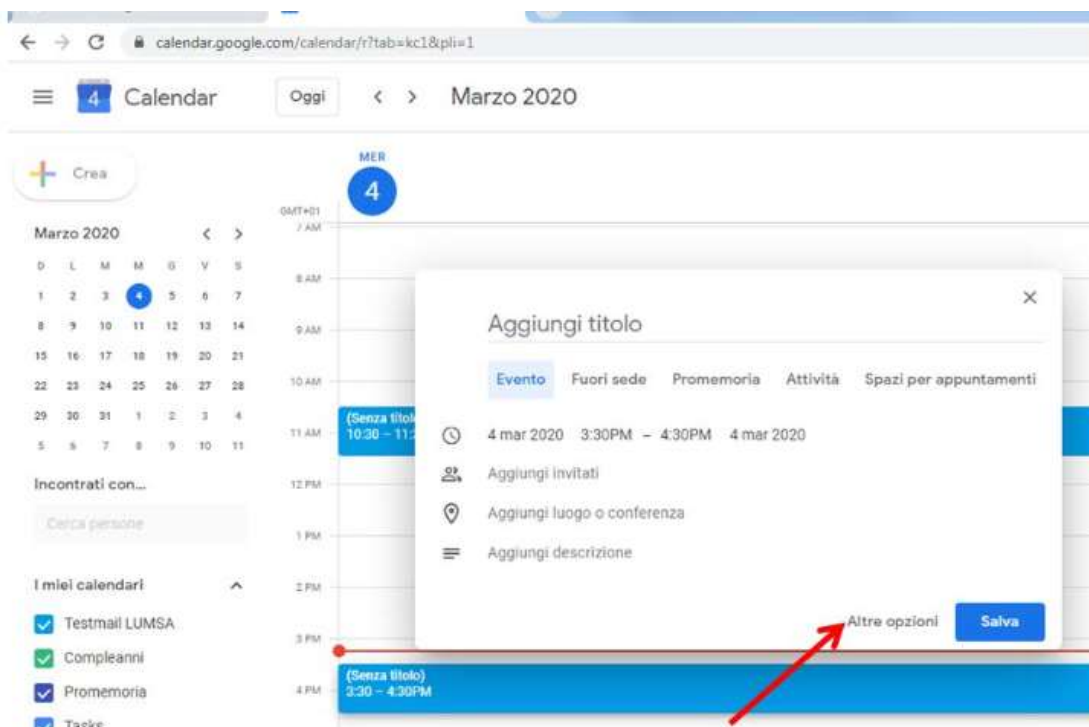 calendar.google.com/calendar/r?tab=kc1&pli=1
4 Calendar Oggi Marzo 2020
Crea
MER
4
GMT+01
Marzo 2020
D L M M G V S
1 2 3 4 5 6 7
8 9 10 11 12 13 14
15 16 17 18 19 20 21
22 23 24 25 26 27 28
29 30 31 1 2 3 4
5 6 7 8 9 10 11
Incontrati con...
Cerca persone
I miei calendari
Testmail LUMSA
Compleanni
Promemoria
Tasks
7 AM
8 AM
9 AM
10 AM
11 AM
12 PM
1 PM
2 PM
3 PM
4 PM
(Senza titolo
10:30 – 11:
Aggiungi titolo
Evento Fuori sede Promemoria Attività Spazi per appuntamenti
4 mar 2020 3:30PM – 4:30PM 4 mar 2020
Aggiungi invitati
Aggiungi luogo o conferenza
Aggiungi descrizione
Altre opzioni Salva
(Senza titolo)
3:30 – 4:30PM